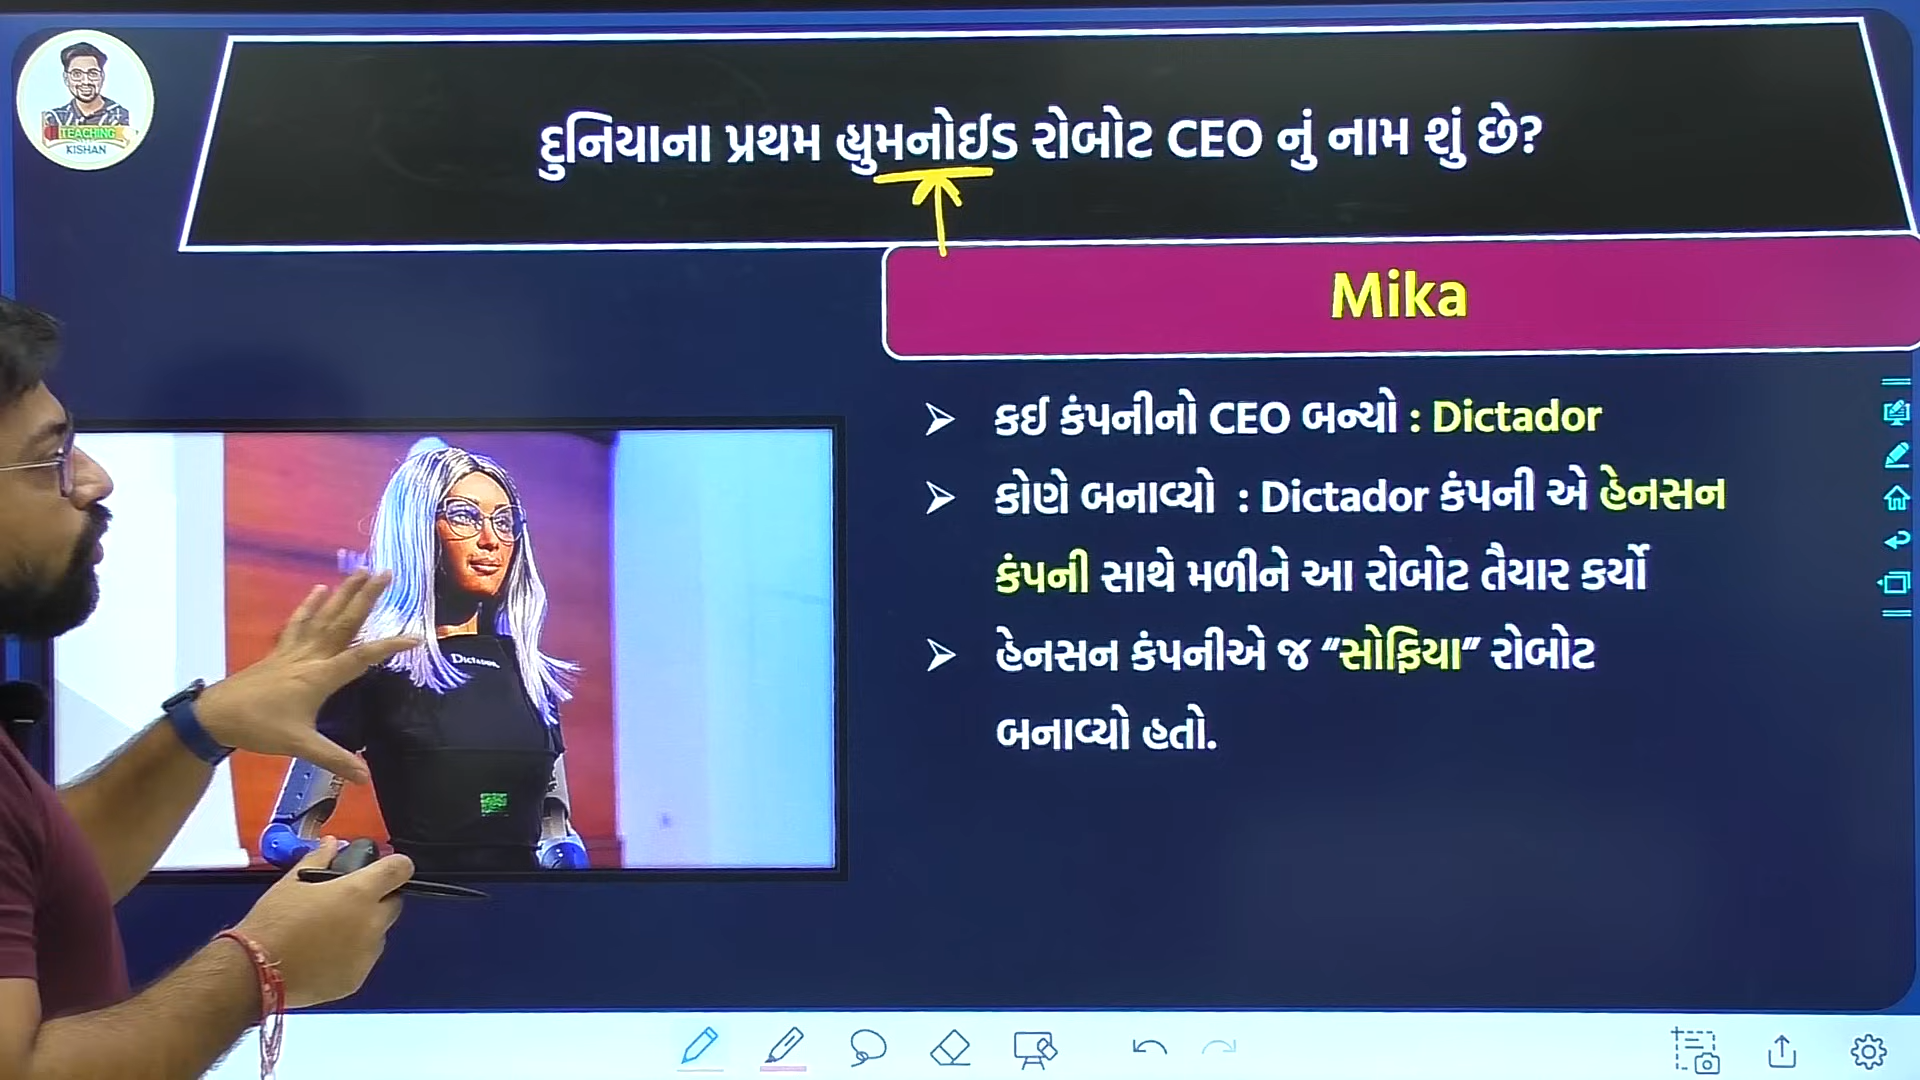 દુનિયાના પ્રથમ હ્યુમનોઈડ રોબોટ CEO નું નામ શું છે?
TEACHING
KISHAN
Mika
➢ કઈ કંપનીનો CEO બન્યો : Dictador
➢ કોણે બનાવ્યો : Dictador કંપની એ હેનસન
કંપની સાથે મળીને આ રોબોટ તૈયાર કર્યો
➢ હેનસન કંપનીએ જ “સોફિયા” રોબોટ
બનાવ્યો હતો.
Dictador